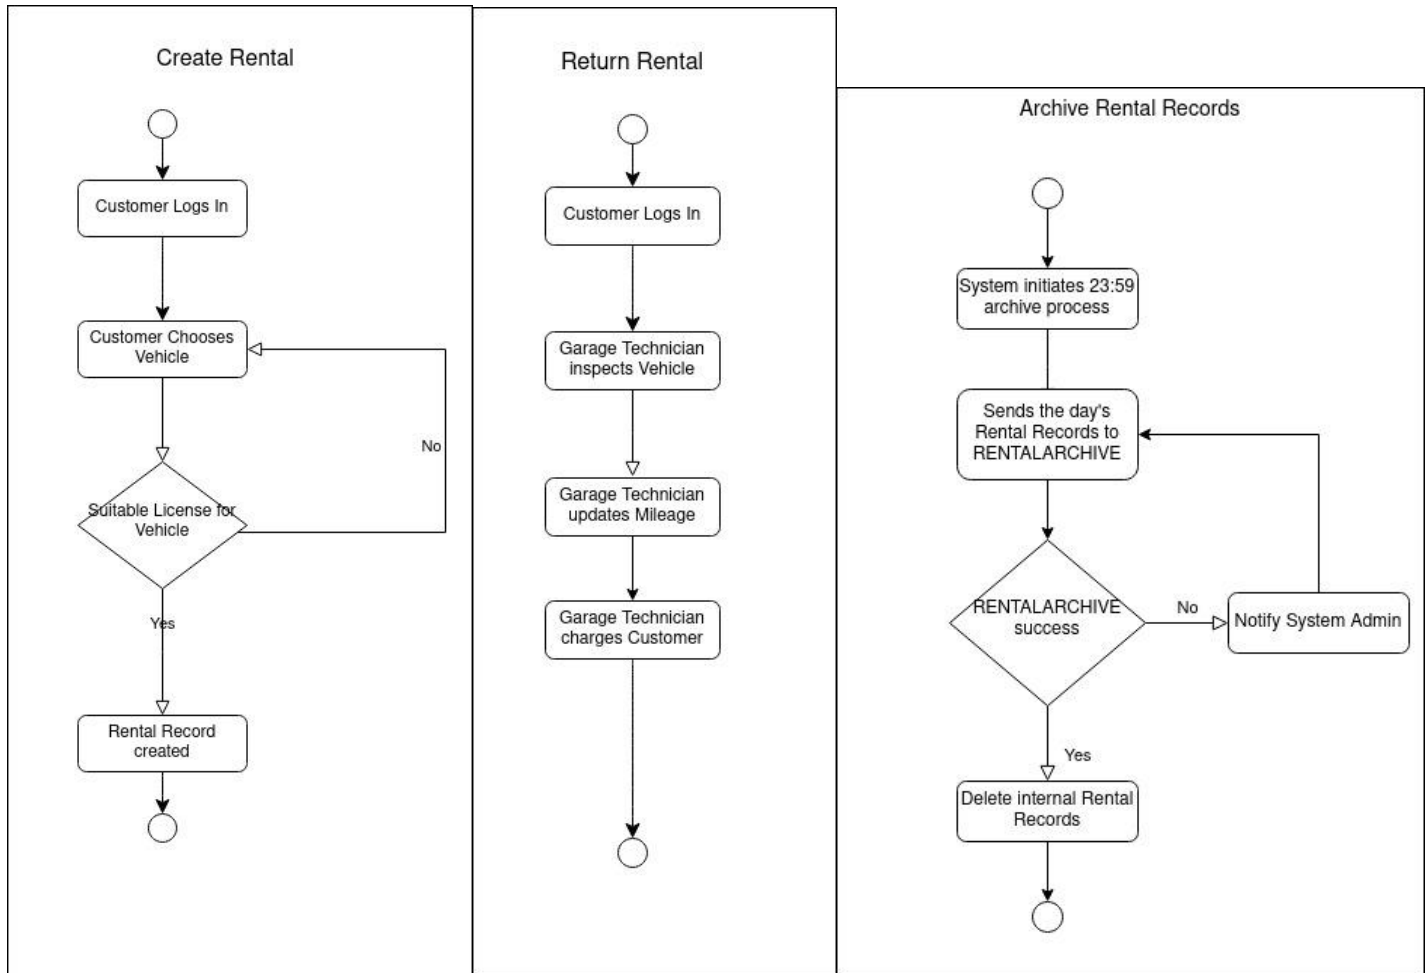 Create Rental
Customer Logs In
Customer Chooses
Vehicle
No
Suitable License for
Vehicle
Yes
Rental Record
created
Return Rental
Customer Logs In
Garage Technician
inspects Vehicle
Garage Technician
updates Mileage
Garage Technician
charges Customer
Archive Rental Records
System initiates 23:59
archive process
Sends the day's
Rental Records to
RENTALARCHIVE
RENTALARCHIVE
success
No
Notify System Admin
Yes
Delete internal Rental
Records